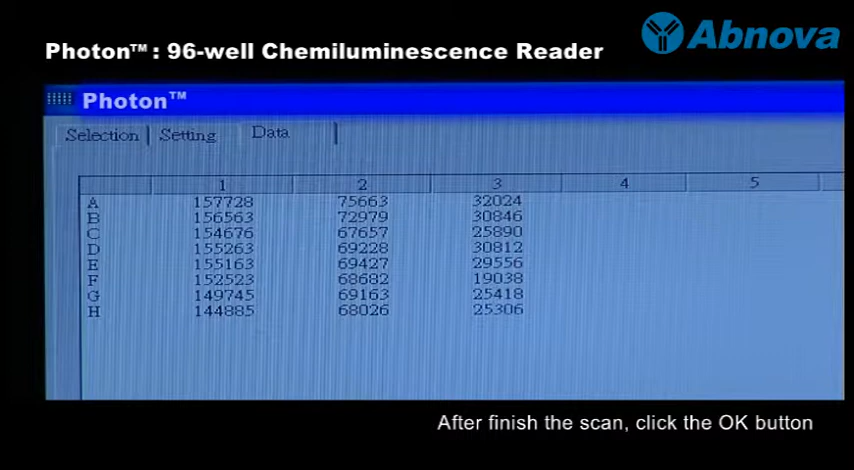 Abnova
Photon™ : 96-well Chemiluminescence Reader
Photon™
Selection Setting Data
1 2 3 4 5
A 157728 75663 32024
B 156563 72979 30846
C 154676 67657 25890
D 155263 69228 30812
E 155163 69427 29556
F 152523 68682 19038
G 149745 69163 25418
H 144885 68026 25306
After finish the scan, click the OK button